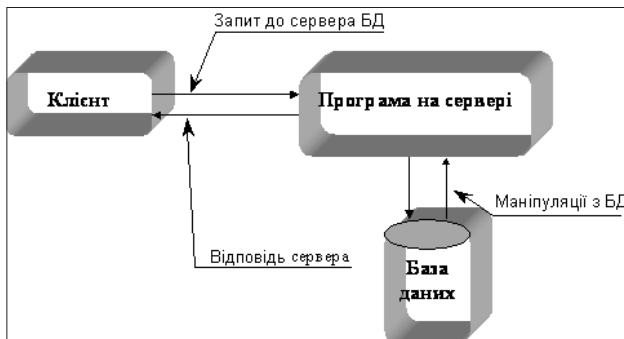 Запит до сервера БД
Клієнт
Програма на сервері
Маніпуляції з БД
Відповідь сервера
База
даних